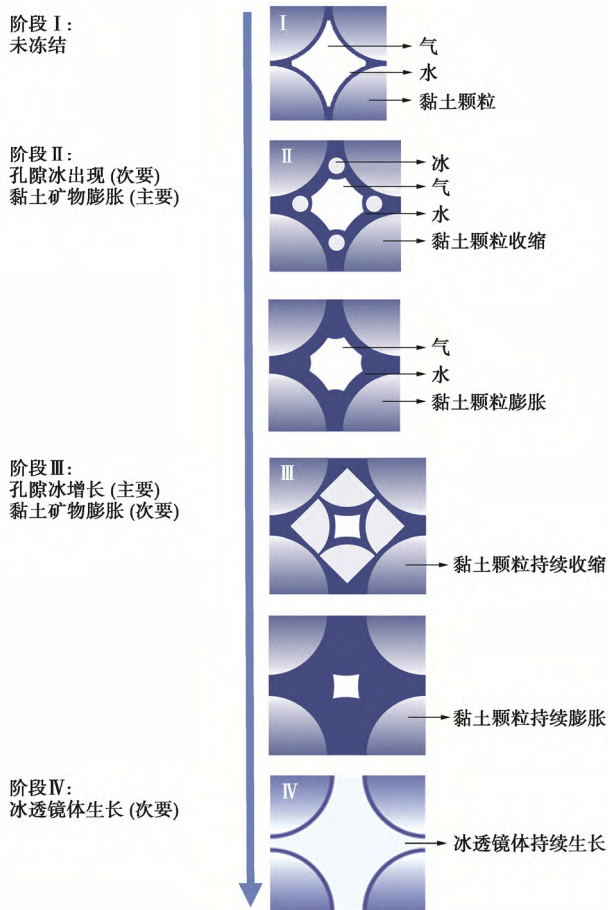 阶段Ⅰ:
未冻结
Ⅰ
气
水
黏土颗粒
阶段Ⅱ:
孔隙冰出现 (次要)
黏土矿物膨胀 (主要)
Ⅱ
冰
气
水
黏土颗粒收缩
气
水
黏土颗粒膨胀
阶段Ⅲ:
孔隙冰增长 (主要)
黏土矿物膨胀 (次要)
Ⅲ
黏土颗粒持续收缩
黏土颗粒持续膨胀
阶段Ⅳ:
冰透镜体生长 (次要)
Ⅳ
冰透镜体持续生长